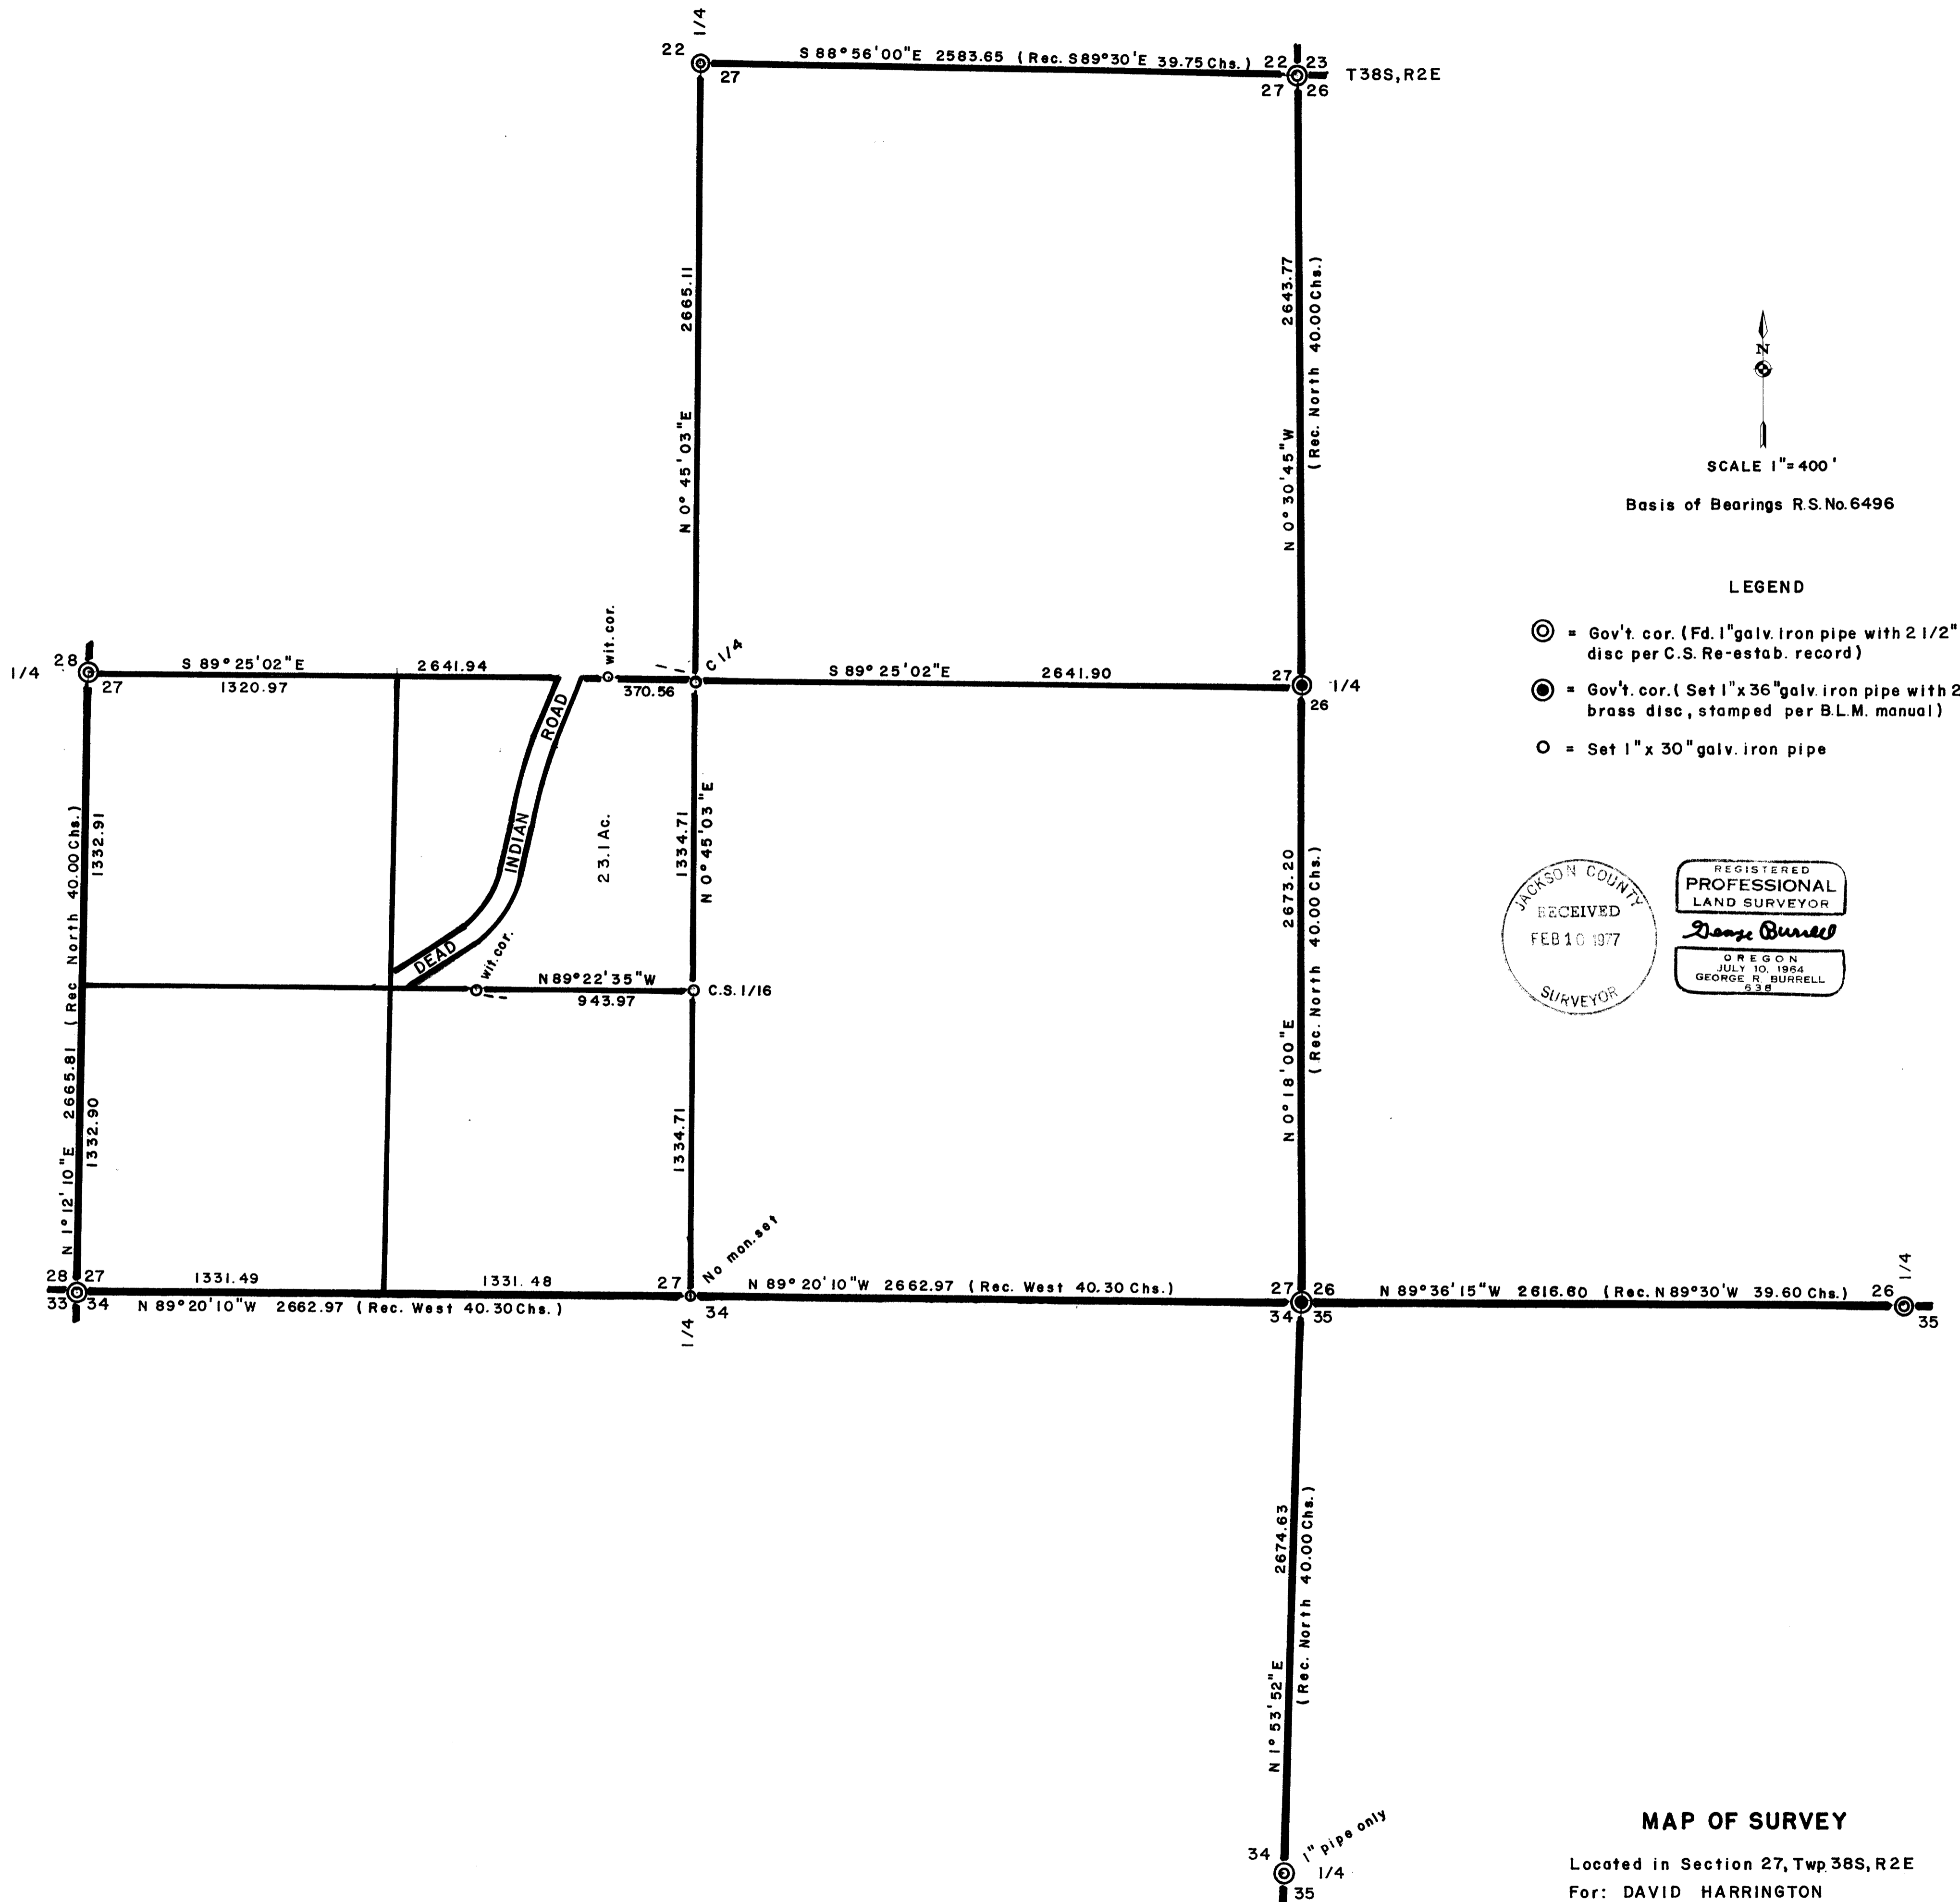 1/4
22
27
S 88°56'00"E 2583.65 (Rec. S89°30'E 39.75 Chs.)
22 23
27 26
T38S,R2E
N 0° 45'03"E 2665.11
N 0° 30'45"W 2643.77
(Rec. North 40.00 Chs.)
N
SCALE 1"=400'
Basis of Bearings R.S. No. 6496
LEGEND
= Gov't. cor. (Fd. 1" galv. iron pipe with 2 1/2"
disc per C.S. Re-estab. record)
= Gov't. cor. ( Set 1" x 36" galv. iron pipe with 2
brass disc, stamped per B.L.M. manual)
= Set 1" x 30" galv. iron pipe
1/4
28
27
S 89°25'02"E 2641.94
1320.97
wit. cor.
370.56
C 1/4
S 89° 25'02"E 2641.90
27
26
1/4
DEAD INDIAN ROAD
23.1 Ac.
1334.71
N 0° 45'03"E
wit. cor.
N 89° 22'35"W
943.97
C.S. 1/16
1334.71
N 1° 12'10"E 2665.81 (Rec North 40.00 Chs.)
1332.91
1332.90
N 0° 18'00"E 2673.20
(Rec. North 40.00 Chs.)
JACKSON COUNTY
RECEIVED
FEB 10 1977
SURVEYOR
REGISTERED
PROFESSIONAL
LAND SURVEYOR
George Burrell
OREGON
JULY 10, 1964
GEORGE R. BURRELL
638
28 27
33 34
1331.49
1331.48
N 89°20'10"W 2662.97 (Rec. West 40.30 Chs.)
27
34
1/4
No mon. set
N 89° 20'10"W 2662.97 (Rec. West 40.30 Chs.)
27 26
34 35
N 89°36'15"W 2616.60 (Rec. N 89°30'W 39.60 Chs.)
26
1/4
35
N 1° 53'52"E 2674.63
(Rec. North 40.00 Chs.)
34
1" pipe only
1/4
35
MAP OF SURVEY
Located in Section 27, Twp. 38S, R2E
For: DAVID HARRINGTON